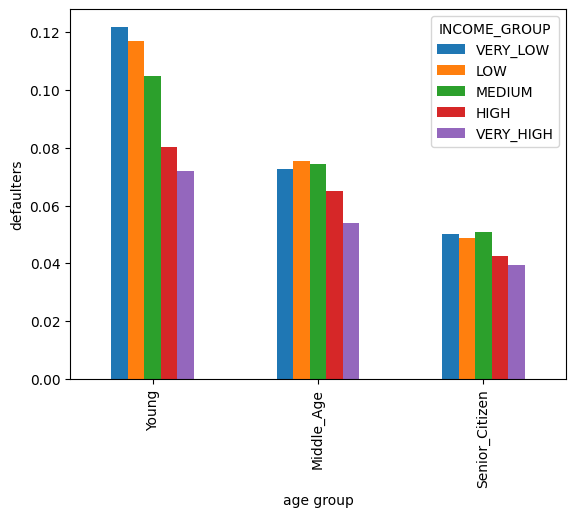 INCOME_GROUP
VERY_LOW
LOW
MEDIUM
HIGH
VERY_HIGH
0.12
0.10
0.08
0.06
0.04
0.02
0.00
defaulters
Young
Middle_Age
Senior_Citizen
age group